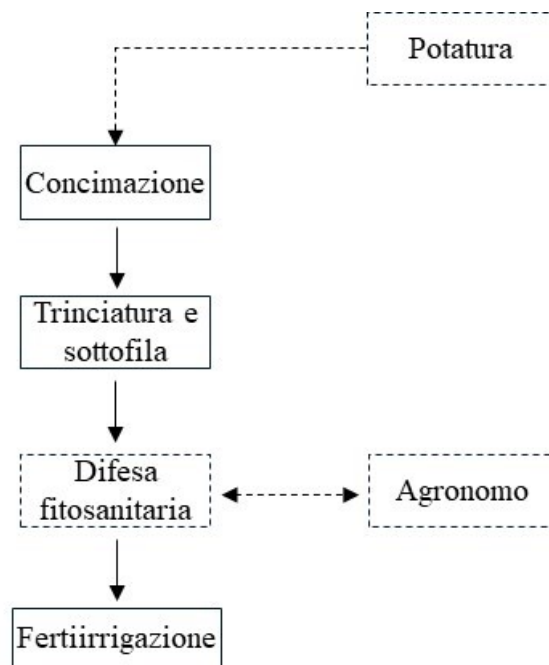 Potatura
Concimazione
Trinciatura e
sottofila
Difesa
fitosanitaria
Agronomo
Fertiirrigazione